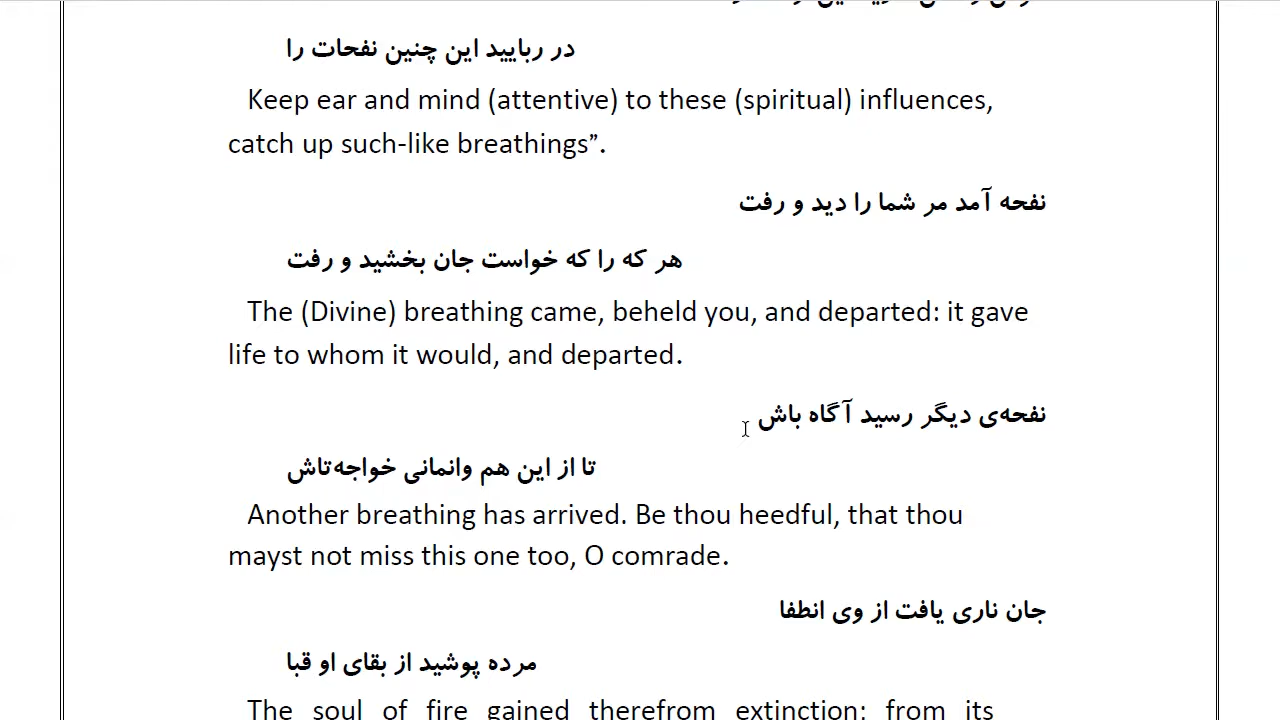 در ربایید این چنین نفحات را
Keep ear and mind (attentive) to these (spiritual) influences,
catch up such-like breathings”.
نفحه آمد مر شما را دید و رفت
هر که را که خواست جان بخشید و رفت
The (Divine) breathing came, beheld you, and departed: it gave
life to whom it would, and departed.
نفحه‌ی دیگر رسید آگاه باش
تا از این هم وانمانی خواجه‌تاش
Another breathing has arrived. Be thou heedful, that thou
mayst not miss this one too, O comrade.
جان ناری یافت از وی انطفا
مرده پوشید از بقای او قبا
The soul of fire gained therefrom extinction: from its